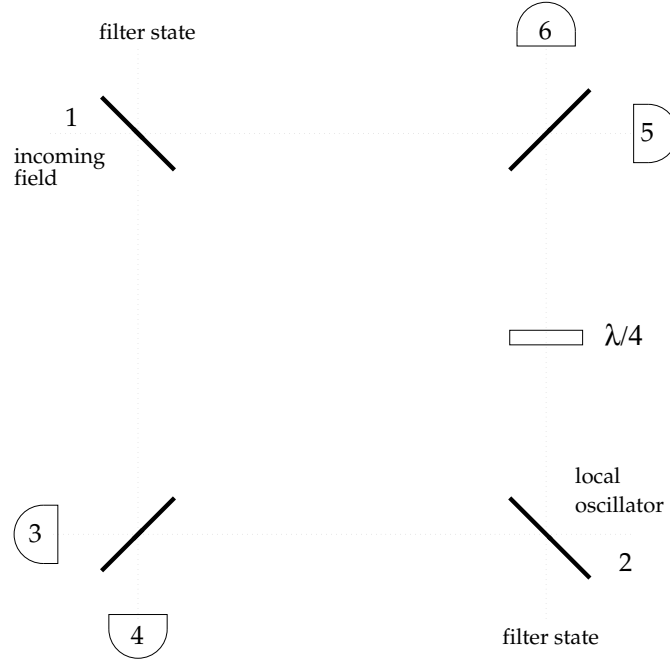 filter state
6
1
5
incoming
field
λ/4
local
oscillator
3
2
4
filter state